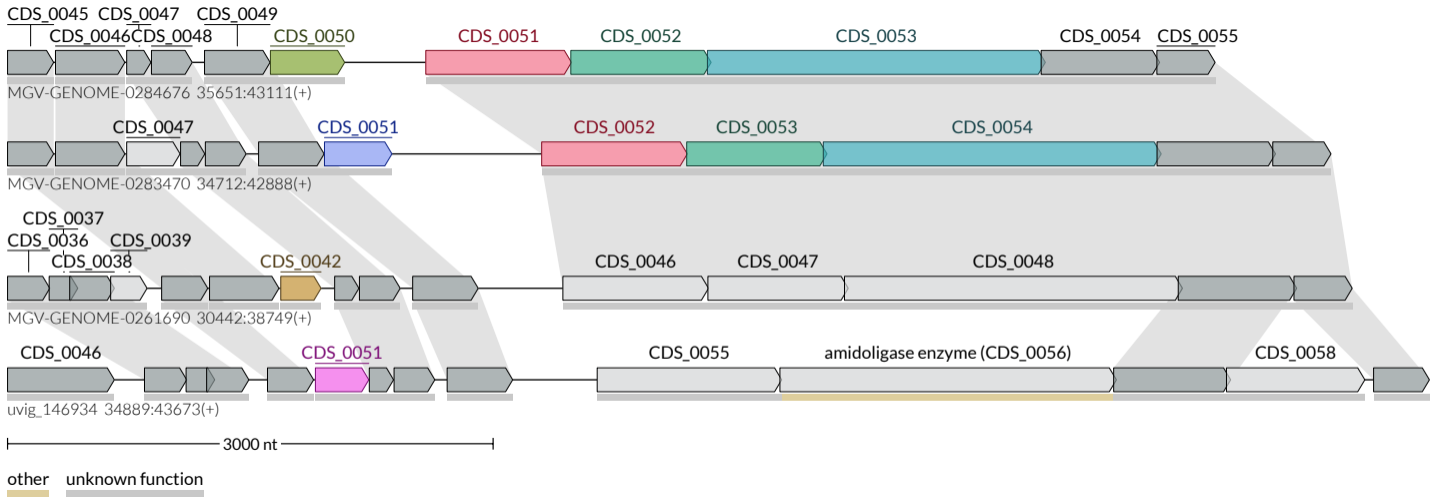 CDS_0045 CDS_0047 CDS_0049
CDS_0046 CDS_0048 CDS_0050 CDS_0051 CDS_0052 CDS_0053 CDS_0054 CDS_0055
MGV-GENOME-0284676 35651:43111(+)
CDS_0047 CDS_0051 CDS_0052 CDS_0053 CDS_0054
MGV-GENOME-0283470 34712:42888(+)
CDS_0037
CDS_0036 CDS_0039
CDS_0038 CDS_0042 CDS_0046 CDS_0047 CDS_0048
MGV-GENOME-0261690 30442:38749(+)
CDS_0046 CDS_0051 CDS_0055 amidoligase enzyme (CDS_0056) CDS_0058
uvig_146934 34889:43673(+)
3000 nt
other unknown function